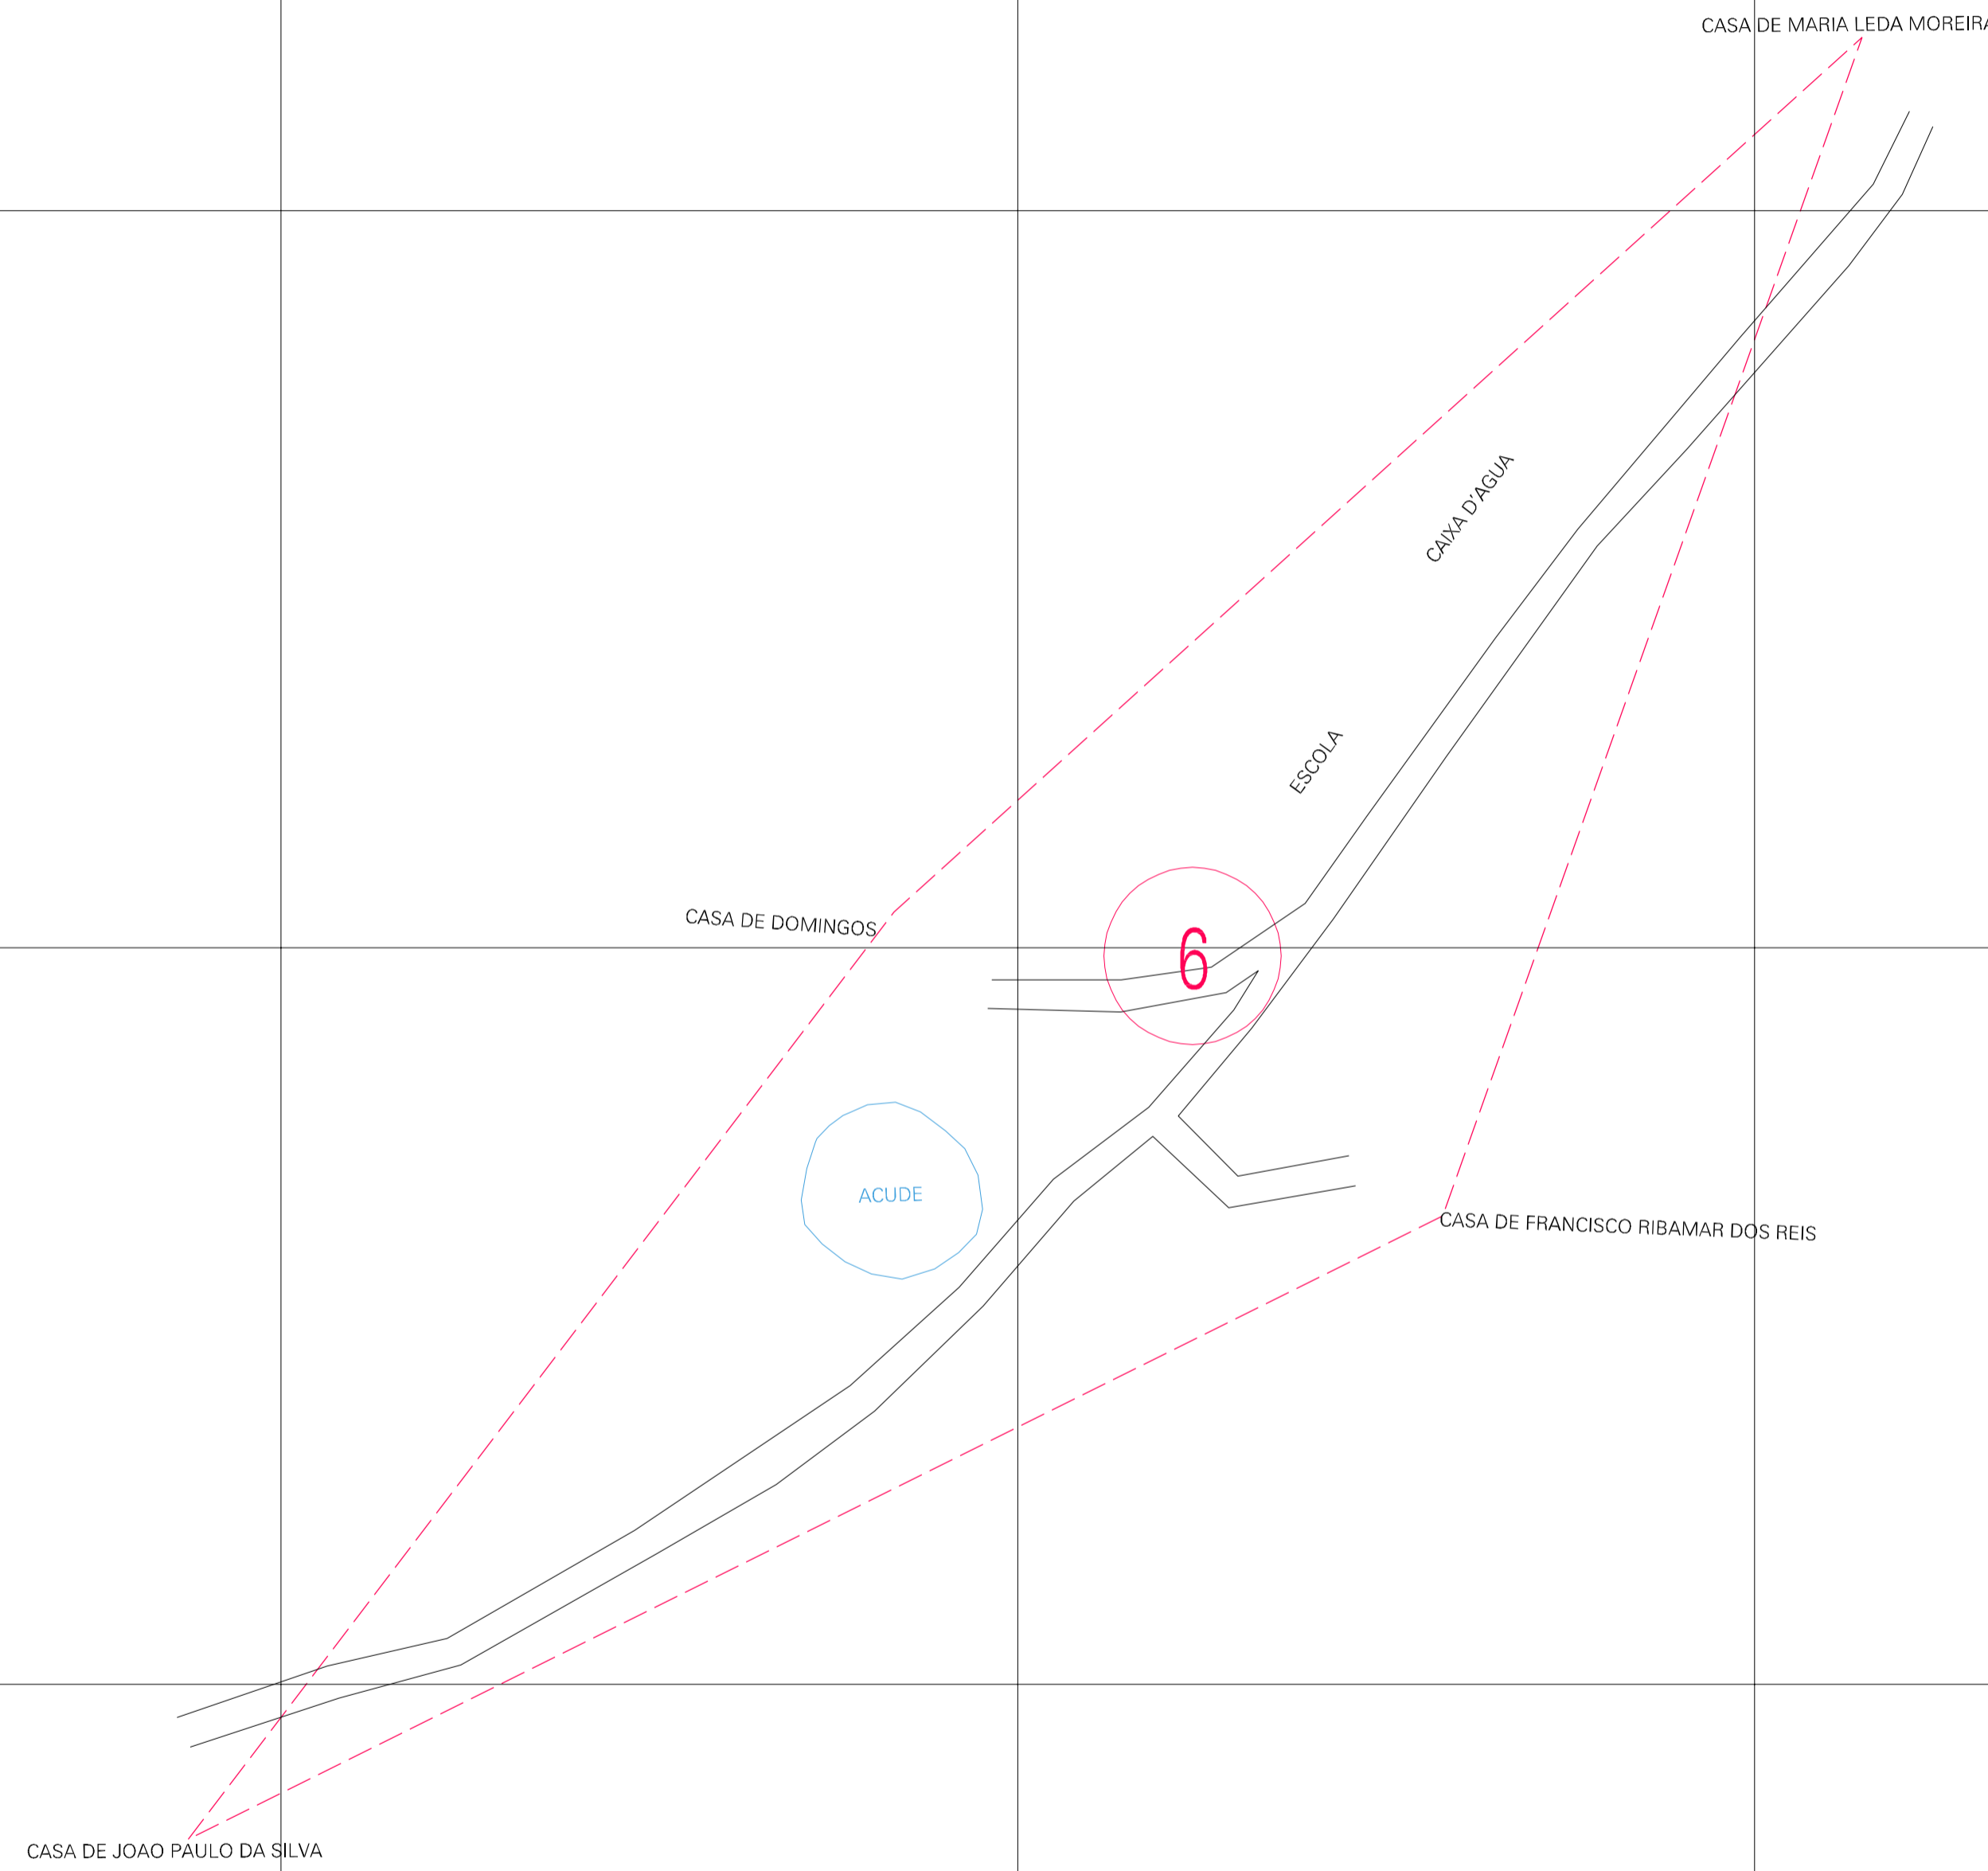 CASA DE MARIA LEDA MOREIRA
CAIXA D'AGUA
ESCOLA
CASA DE DOMINGOS
6
ACUDE
CASA DE FRANCISCO RIBAMAR DOS REIS
CASA DE JOAO PAULO DA SILVA